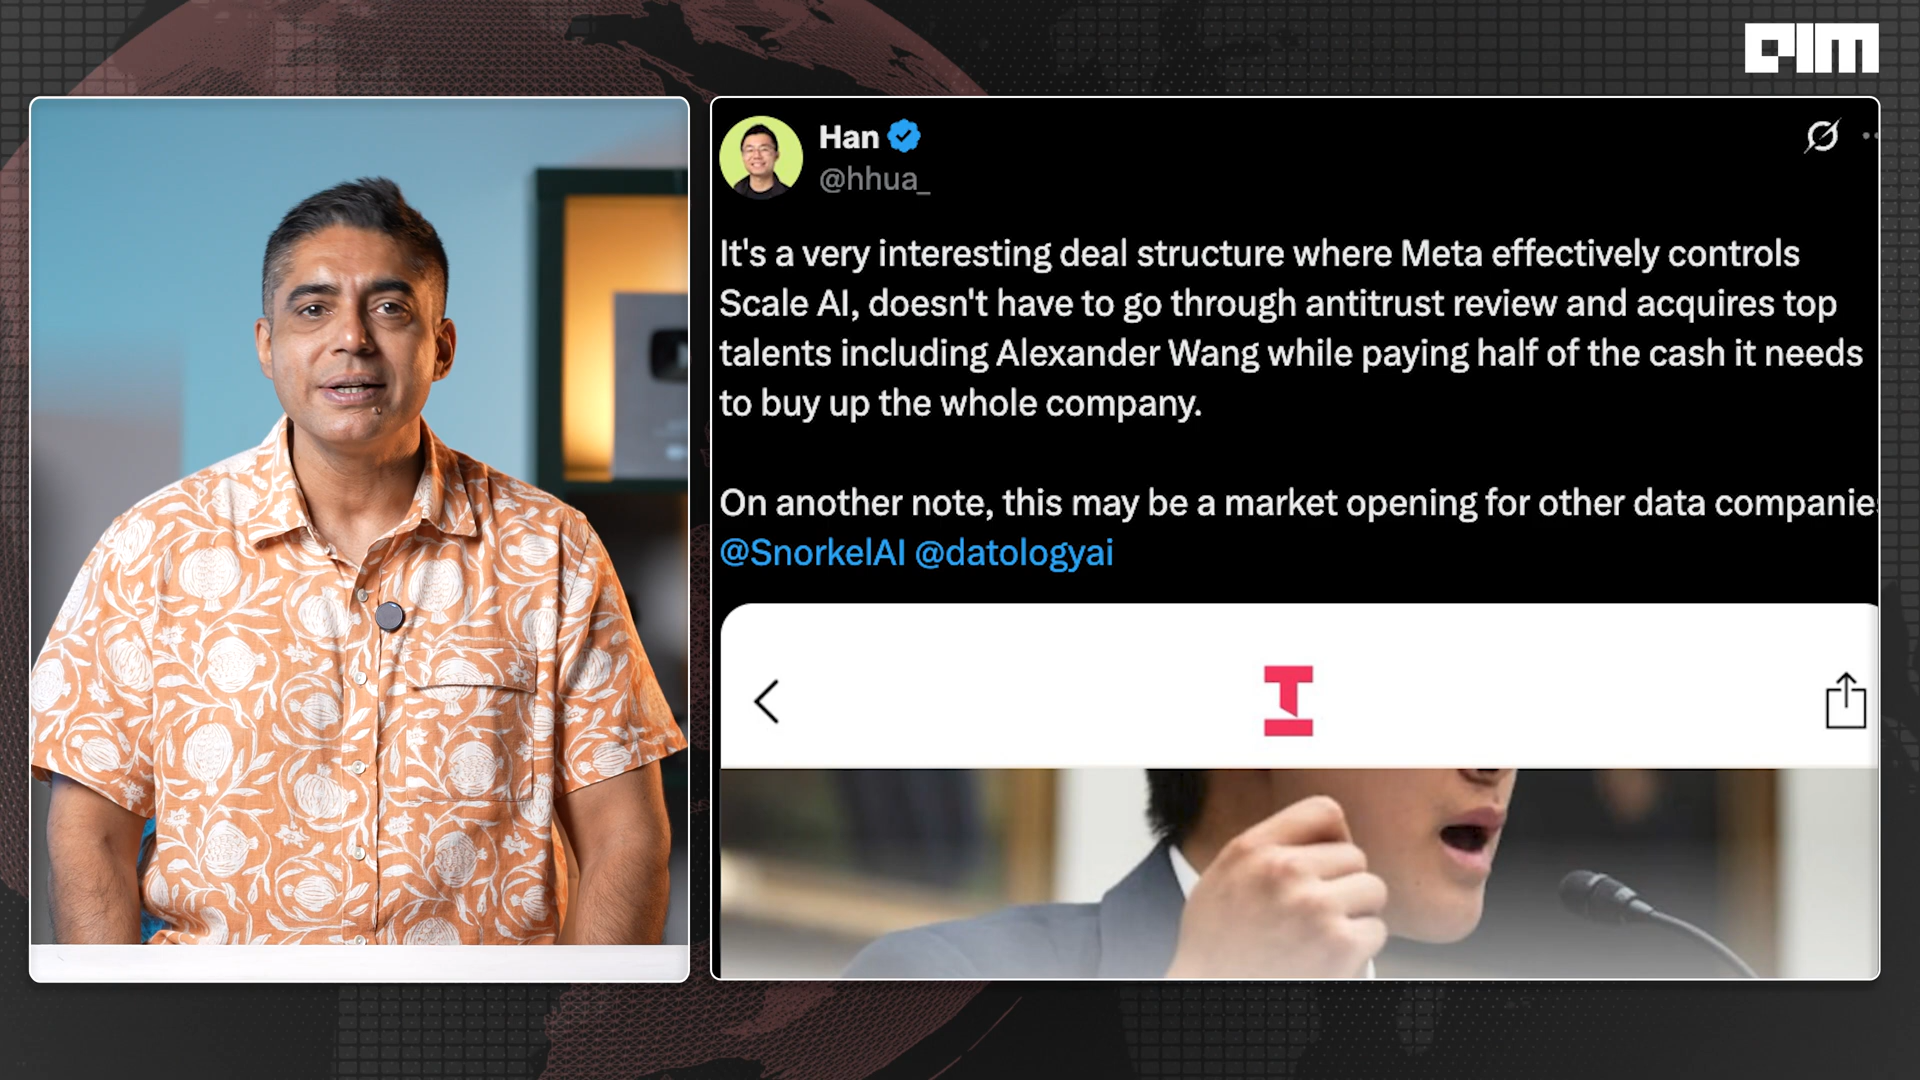 AIM
Han
@hhua_
It's a very interesting deal structure where Meta effectively controls
Scale AI, doesn't have to go through antitrust review and acquires top
talents including Alexander Wang while paying half of the cash it needs
to buy up the whole company.
On another note, this may be a market opening for other data companies
@SnorkelAI @datologyai